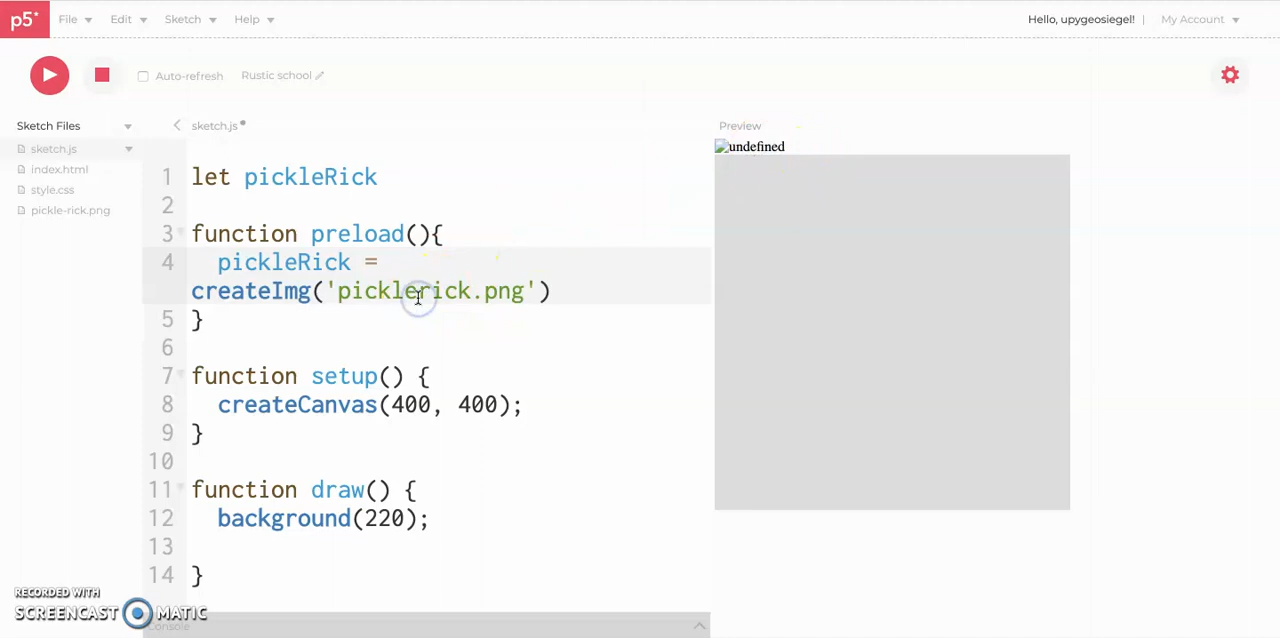 p5* File Edit Sketch Help Hello, upygeosiegel! | My Account
Auto-refresh Rustic school
Sketch Files sketch.js Preview
sketch.js
index.html
style.css
pickle-rick.png
undefined
1 let pickleRick
2
3 function preload(){
4 pickleRick =
createImg('picklerick.png')
5 }
6
7 function setup() {
8 createCanvas(400, 400);
9 }
10
11 function draw() {
12 background(220);
13
14 }
RECORDED WITH
SCREENCAST MATIC
Console